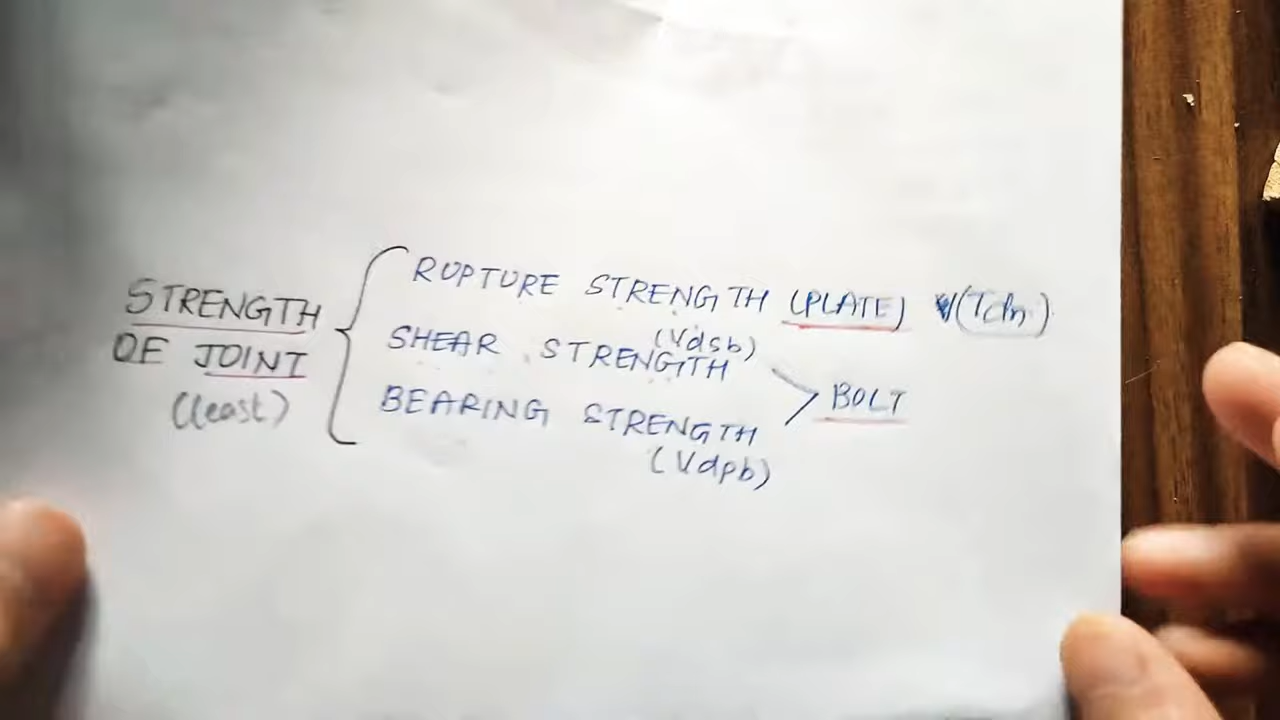 RUPTURE STRENGTH (PLATE) (Tdn)
STRENGTH
OF JOINT
(least)
SHEAR STRENGTH
(Vdsb)
BEARING STRENGTH
(Vdpb)
BOLT